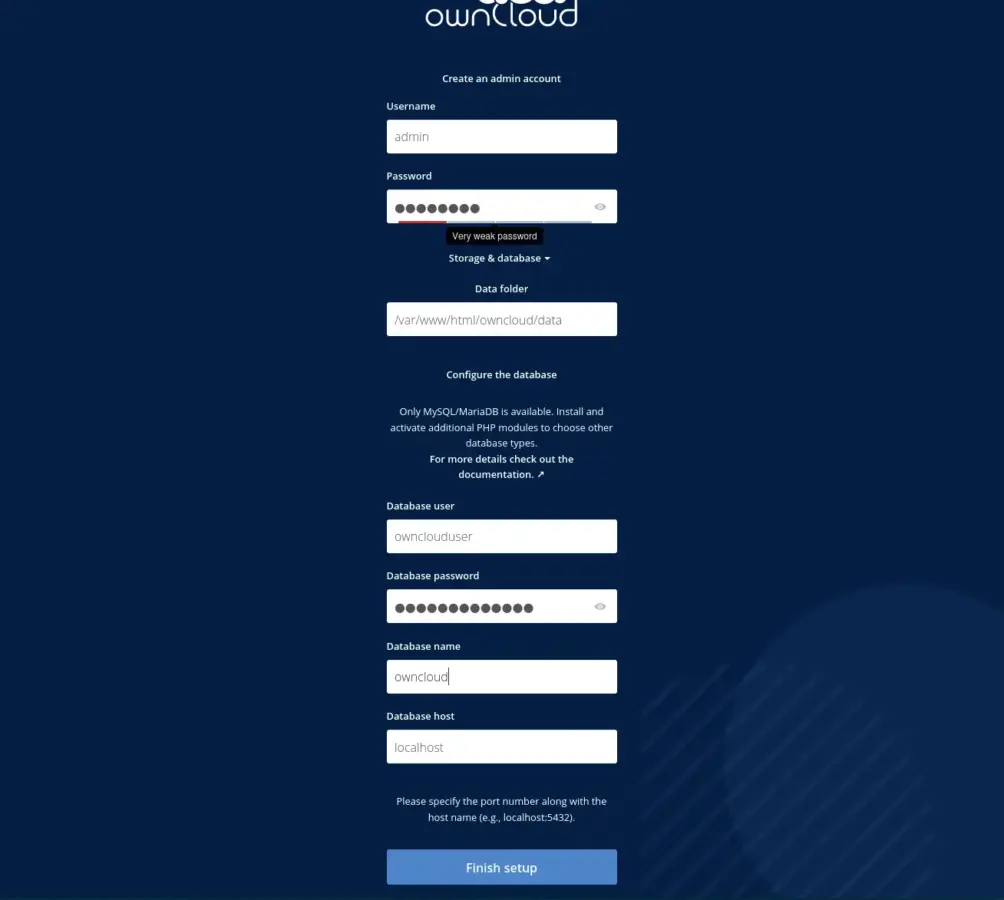 ownCloud
Create an admin account
Username
admin
Password
●●●●●●●●
Very weak password
Storage & database ▾
Data folder
/var/www/html/owncloud/data
Configure the database
Only MySQL/MariaDB is available. Install and
activate additional PHP modules to choose other
database types.
For more details check out the
documentation. ↗
Database user
ownclouduser
Database password
●●●●●●●●●●●●●
Database name
owncloud
Database host
localhost
Please specify the port number along with the
host name (e.g., localhost:5432).
Finish setup